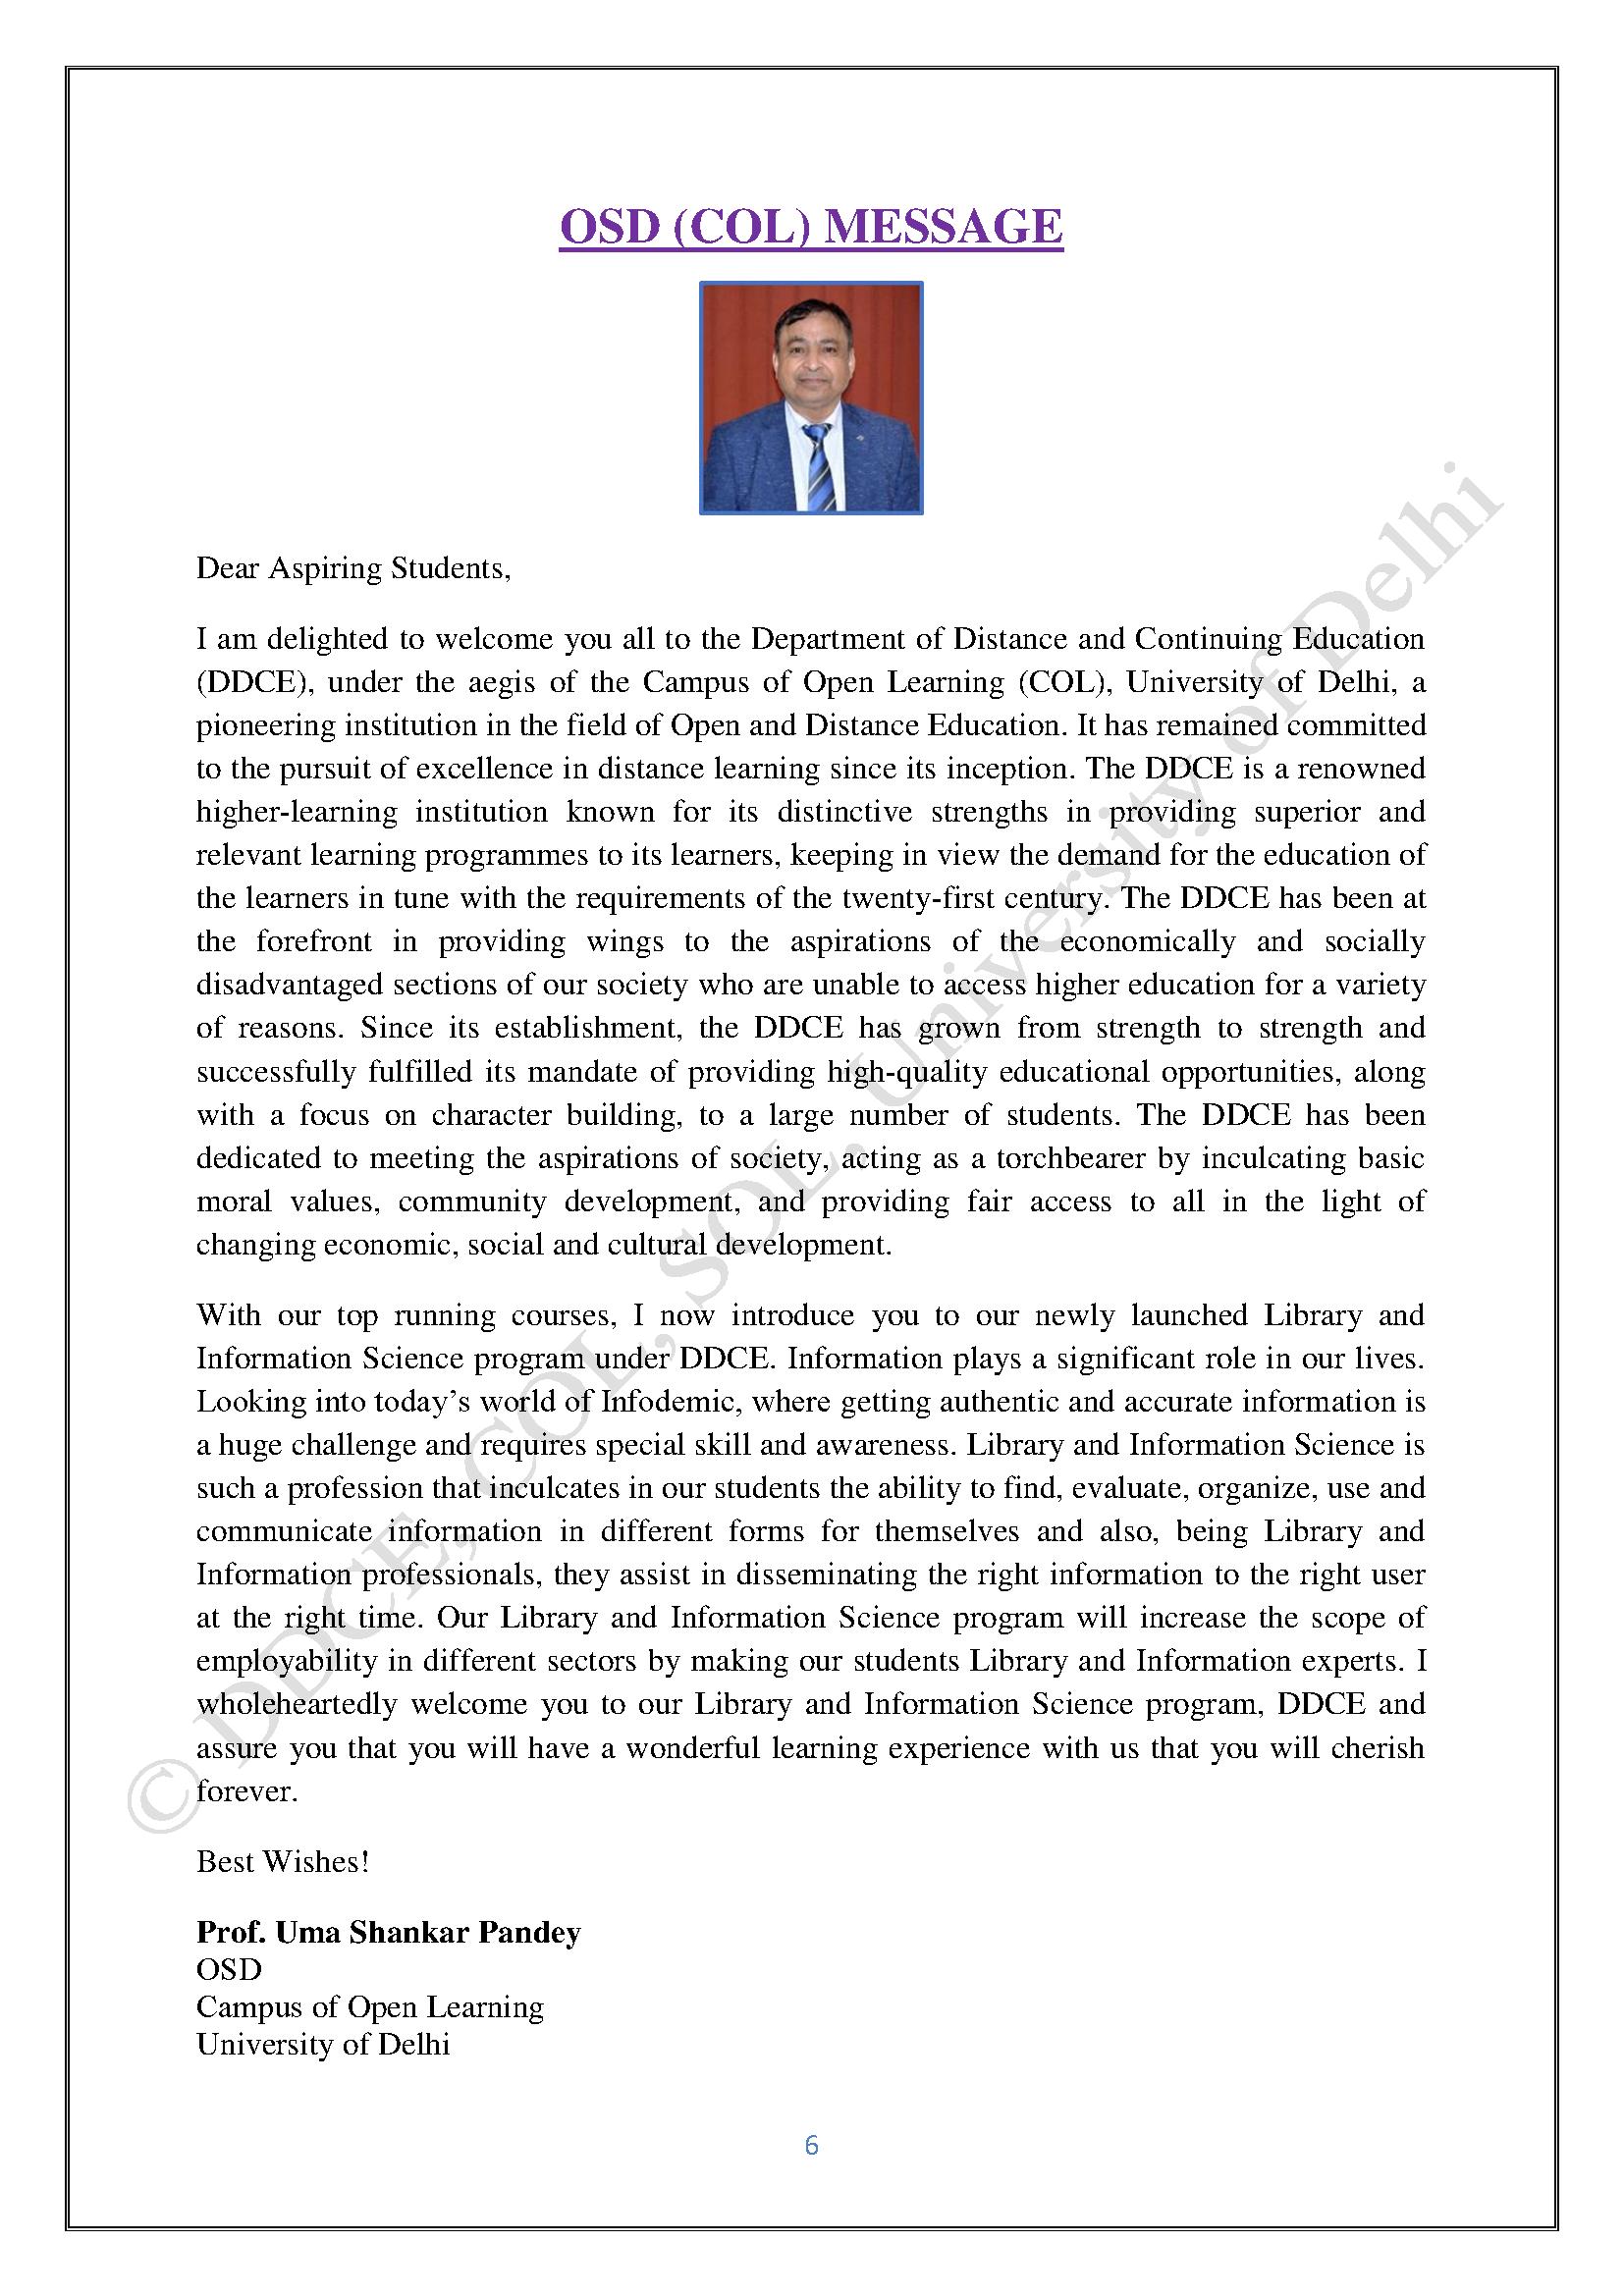 OSD (COL) MESSAGE
Dear Aspiring Students,
I am delighted to welcome you all to the Department of Distance and Continuing Education
(DDCE), under the aegis of the Campus of Open Learning (COL), University of Delhi, a
pioneering institution in the field of Open and Distance Education. It has remained committed
to the pursuit of excellence in distance learning since its inception. The DDCE is a renowned
higher-learning institution known for its distinctive strengths in providing superior and
relevant learning programmes to its learners, keeping in view the demand for the education of
the learners in tune with the requirements of the twenty-first century. The DDCE has been at
the forefront in providing wings to the aspirations of the economically and socially
disadvantaged sections of our society who are unable to access higher education for a variety
of reasons. Since its establishment, the DDCE has grown from strength to strength and
successfully fulfilled its mandate of providing high-quality educational opportunities, along
with a focus on character building, to a large number of students. The DDCE has been
dedicated to meeting the aspirations of society, acting as a torchbearer by inculcating basic
moral values, community development, and providing fair access to all in the light of
changing economic, social and cultural development.
With our top running courses, I now introduce you to our newly launched Library and
Information Science program under DDCE. Information plays a significant role in our lives.
Looking into today’s world of Infodemic, where getting authentic and accurate information is
a huge challenge and requires special skill and awareness. Library and Information Science is
such a profession that inculcates in our students the ability to find, evaluate, organize, use and
communicate information in different forms for themselves and also, being Library and
Information professionals, they assist in disseminating the right information to the right user
at the right time. Our Library and Information Science program will increase the scope of
employability in different sectors by making our students Library and Information experts. I
wholeheartedly welcome you to our Library and Information Science program, DDCE and
assure you that you will have a wonderful learning experience with us that you will cherish
forever.
Best Wishes!
Prof. Uma Shankar Pandey
OSD
Campus of Open Learning
University of Delhi
6
© DDCE, COL, SOL, University of Delhi